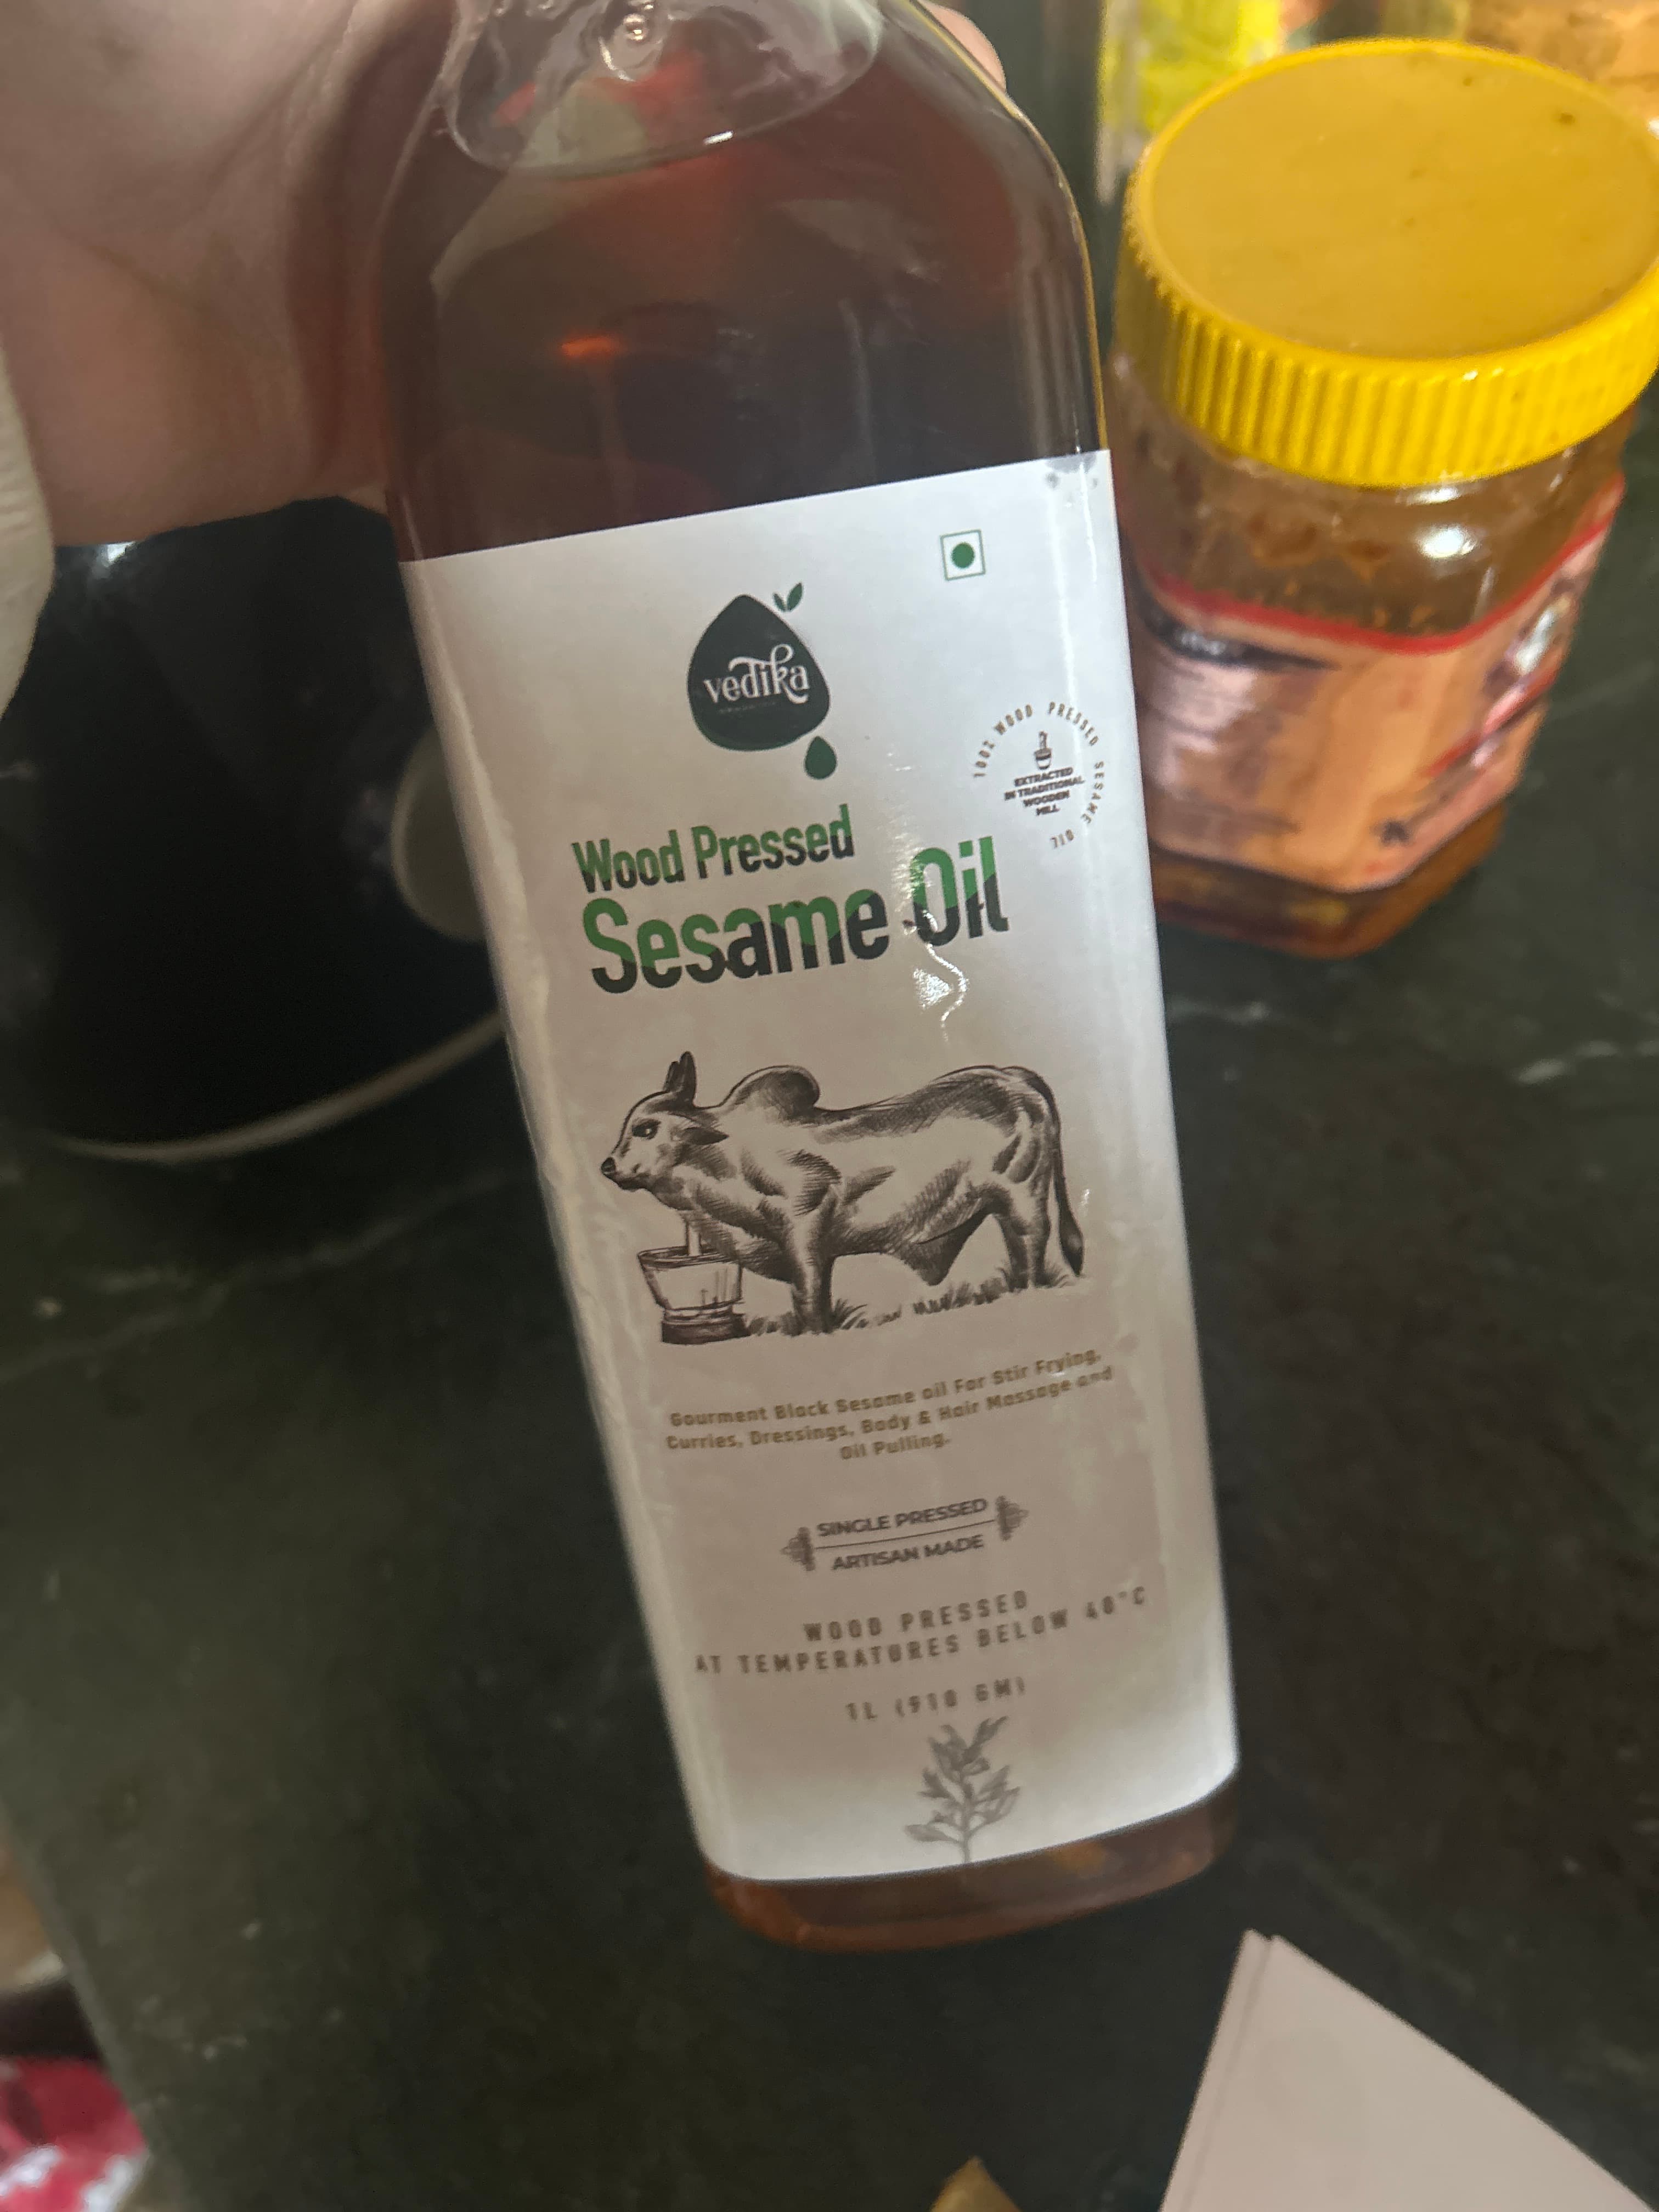 vedika
100% WOOD PRESSED SESAME OIL
EXTRACTED
IN TRADITIONAL
WOODEN
MILL
Wood Pressed
Sesame Oil
Gourment Black Sesame oil For Stir Frying,
Curries, Dressings, Body & Hair Massage and
Oil Pulling.
SINGLE PRESSED
ARTISAN MADE
WOOD PRESSED
AT TEMPERATURES BELOW 40°C
1L (910 GM)